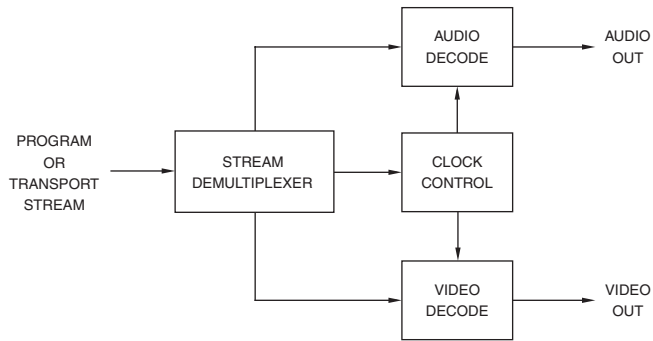 AUDIO
DECODE
AUDIO
OUT
PROGRAM
OR
TRANSPORT
STREAM
STREAM
DEMULTIPLEXER
CLOCK
CONTROL
VIDEO
DECODE
VIDEO
OUT